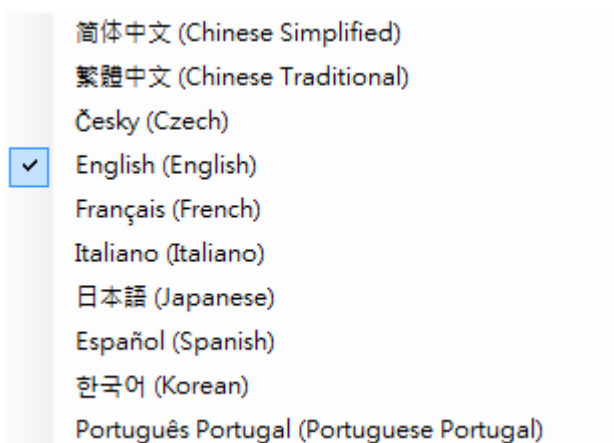 简体中文 (Chinese Simplified)
繁體中文 (Chinese Traditional)
Česky (Czech)
English (English)
Français (French)
Italiano (Italiano)
日本語 (Japanese)
Español (Spanish)
한국어 (Korean)
Português Portugal (Portuguese Portugal)